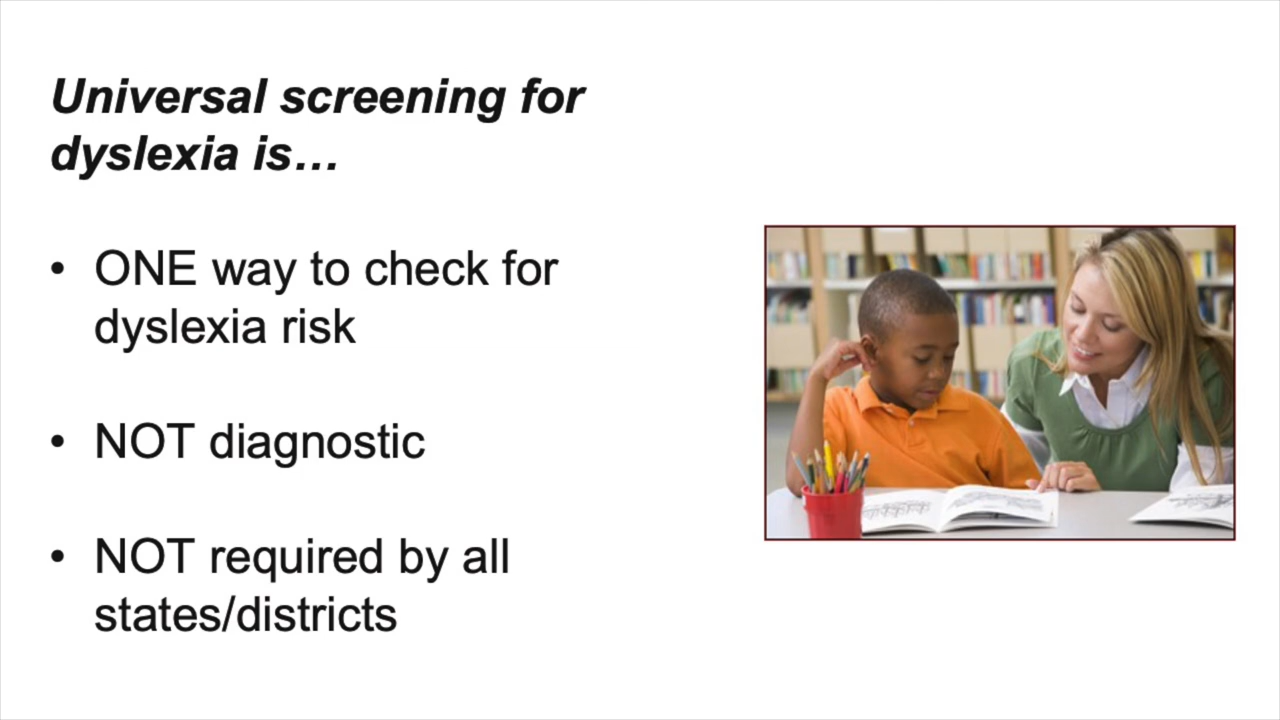 Universal screening for
dyslexia is…
• ONE way to check for
dyslexia risk
• NOT diagnostic
• NOT required by all
states/districts